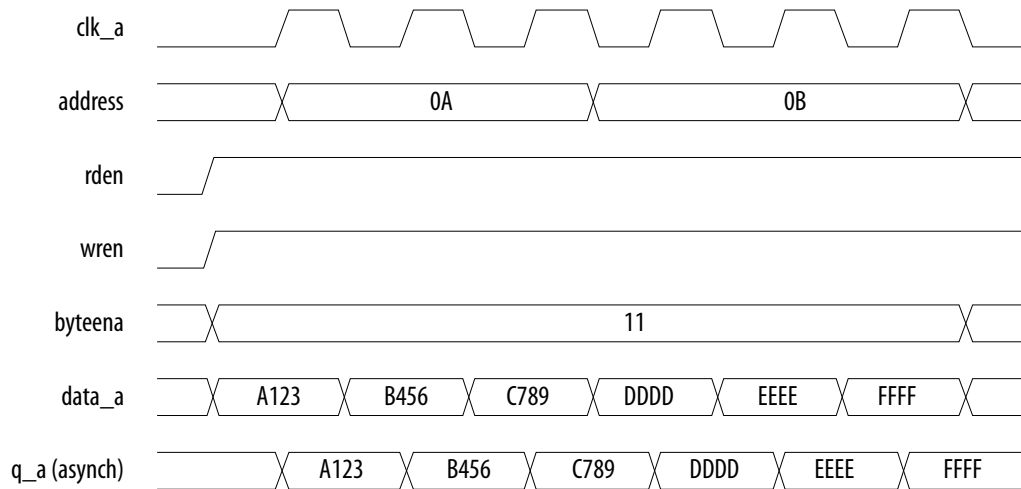 clk_a
address 0A 0B
rden
wren
byteena 11
data_a A123 B456 C789 DDDD EEEE FFFF
q_a (asynch) A123 B456 C789 DDDD EEEE FFFF